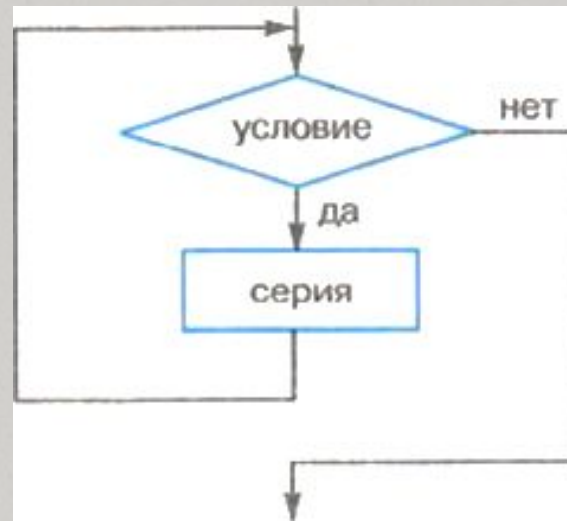 условие
нет
да
серия